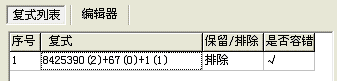 复式列表 编辑器
序号 复式 保留/排除 是否容错
1 8425390(2)+67(0)+1(1) 排除 √